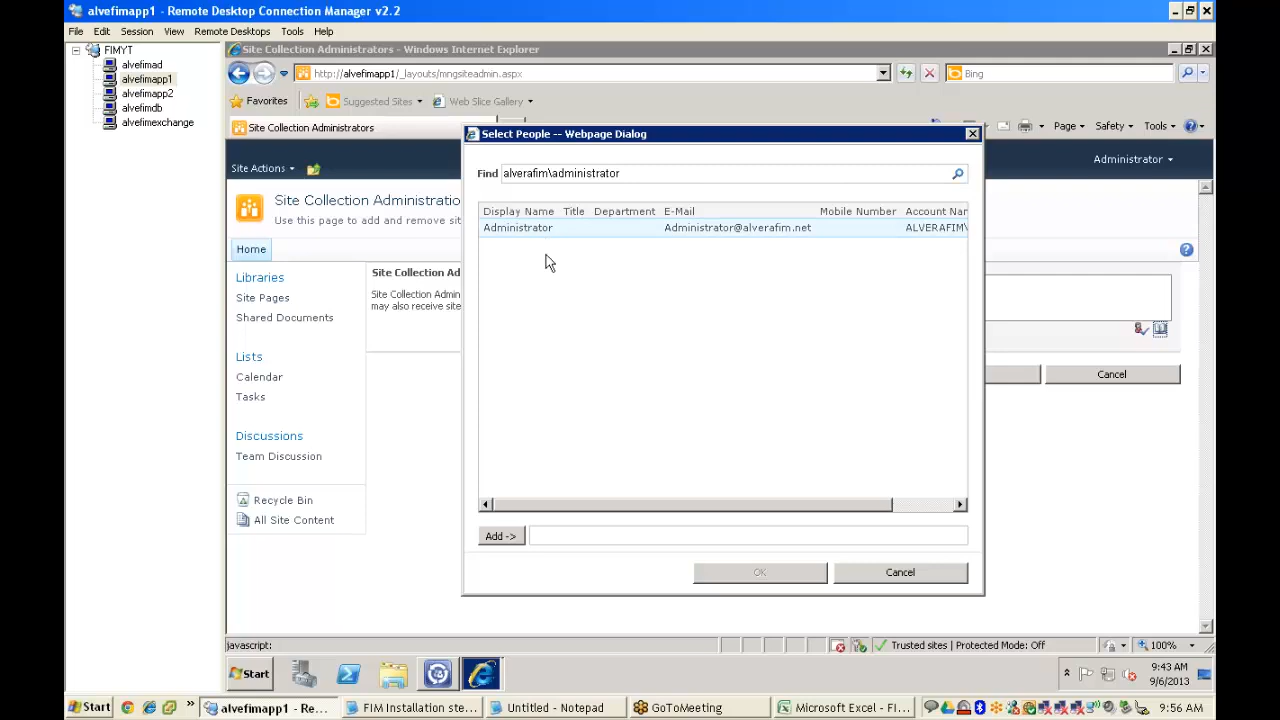 alvefimapp1 - Remote Desktop Connection Manager v2.2
File Edit Session View Remote Desktops Tools Help
FIMYT
alvefimad
alvefimapp1
alvefimapp2
alvefimdb
alvefimexchange
Site Collection Administrators - Windows Internet Explorer
http://alvefimapp1/_layouts/mngsiteadmin.aspx
Bing
Favorites Suggested Sites Web Slice Gallery
Site Collection Administrators
Page Safety Tools
Site Actions
Administrator
Site Collection Administratio
Use this page to add and remove sit
Home
Libraries
Site Pages
Shared Documents
Lists
Calendar
Tasks
Discussions
Team Discussion
Recycle Bin
All Site Content
Site Collection Ad
Site Collection Admin
may also receive site
Cancel
Select People -- Webpage Dialog
Find alverafim\administrator
Display Name Title Department E-Mail Mobile Number Account Nar
Administrator Administrator@alverafim.net ALVERAFIM\
Add ->
OK Cancel
javascript:
Trusted sites | Protected Mode: Off
100%
Start
9:43 AM
9/6/2013
Start
alvefimapp1 - Re...
FIM Installation ste...
Untitled - Notepad
GoToMeeting
Microsoft Excel - FI...
9:56 AM